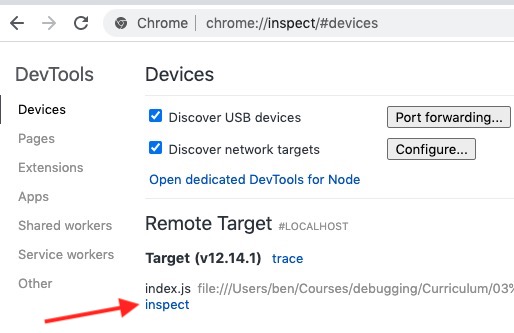 Chrome chrome://inspect/#devices
DevTools
Devices
Pages
Extensions
Apps
Shared workers
Service workers
Other
Devices
Discover USB devices Port forwarding...
Discover network targets Configure...
Open dedicated DevTools for Node
Remote Target #LOCALHOST
Target (v12.14.1) trace
index.js file:///Users/ben/Courses/debugging/Curriculum/03%
inspect